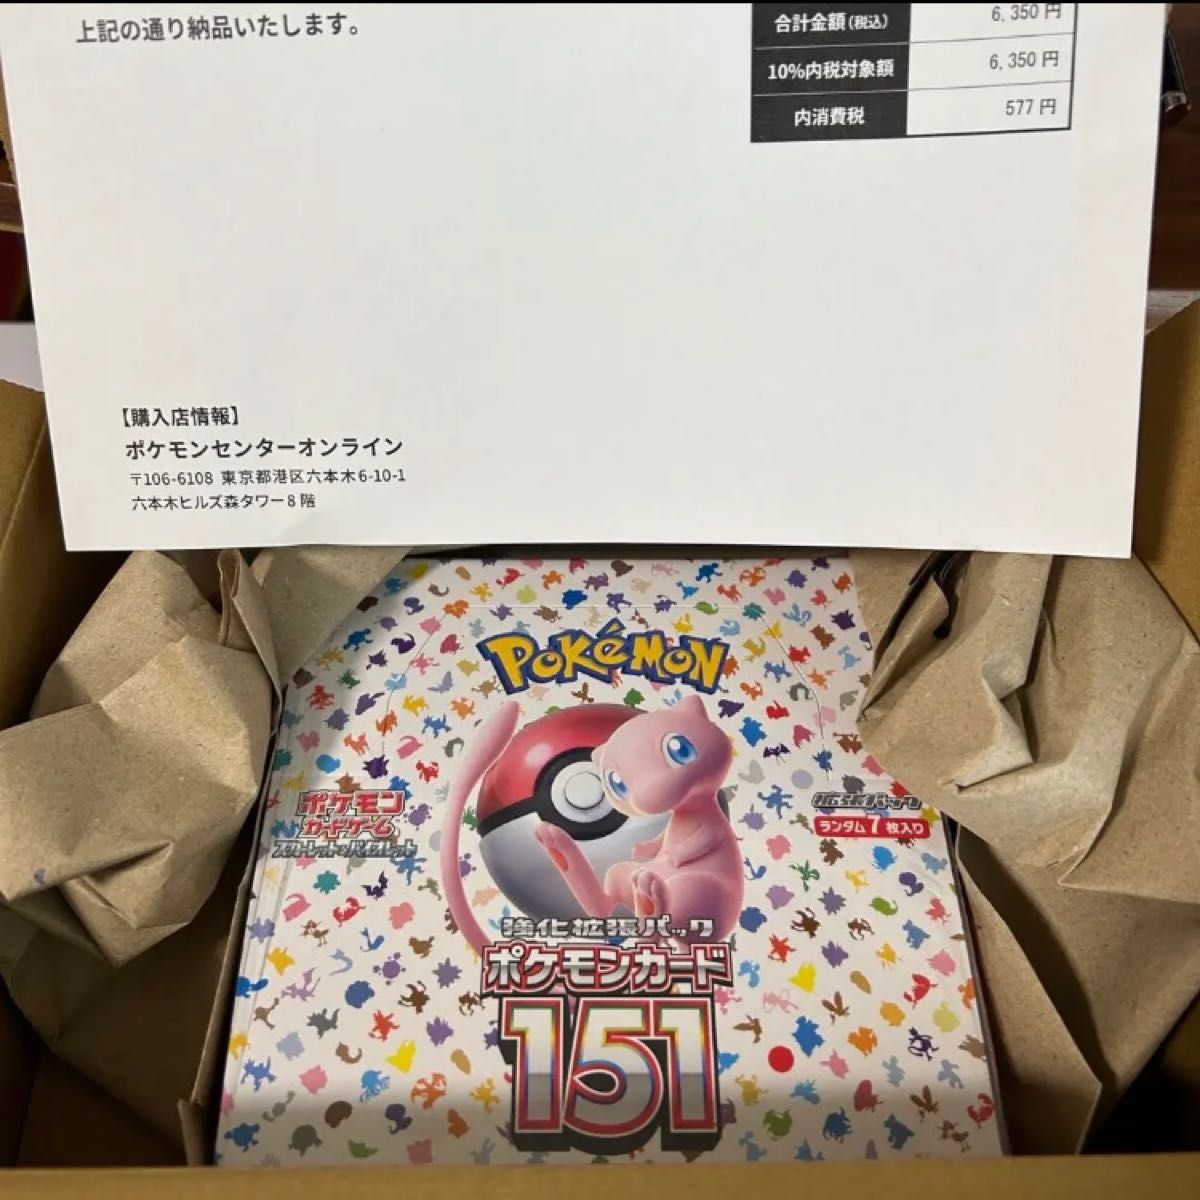 上記の通り納品いたします。
合計金額(税込) 6,350 円
10%内税対象額 6,350 円
内消費税 577 円
【購入店情報】
ポケモンセンターオンライン
〒106-6108 東京都港区六本木6-10-1
六本木ヒルズ森タワー8階
POKéMON
ポケモン
カードゲーム
スカーレット&バイオレット
拡張パック
ランダム7枚入り
強化拡張パック
ポケモンカード
151